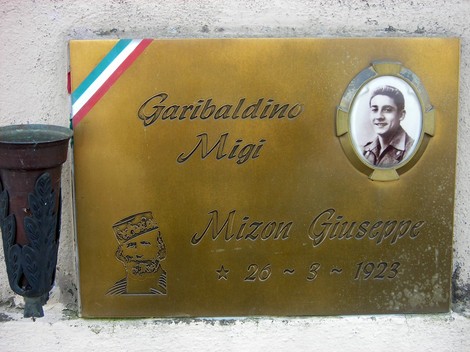 Garibaldino
Migi
Mizon Giuseppe
☆ 26 ~ 3 ~ 1923